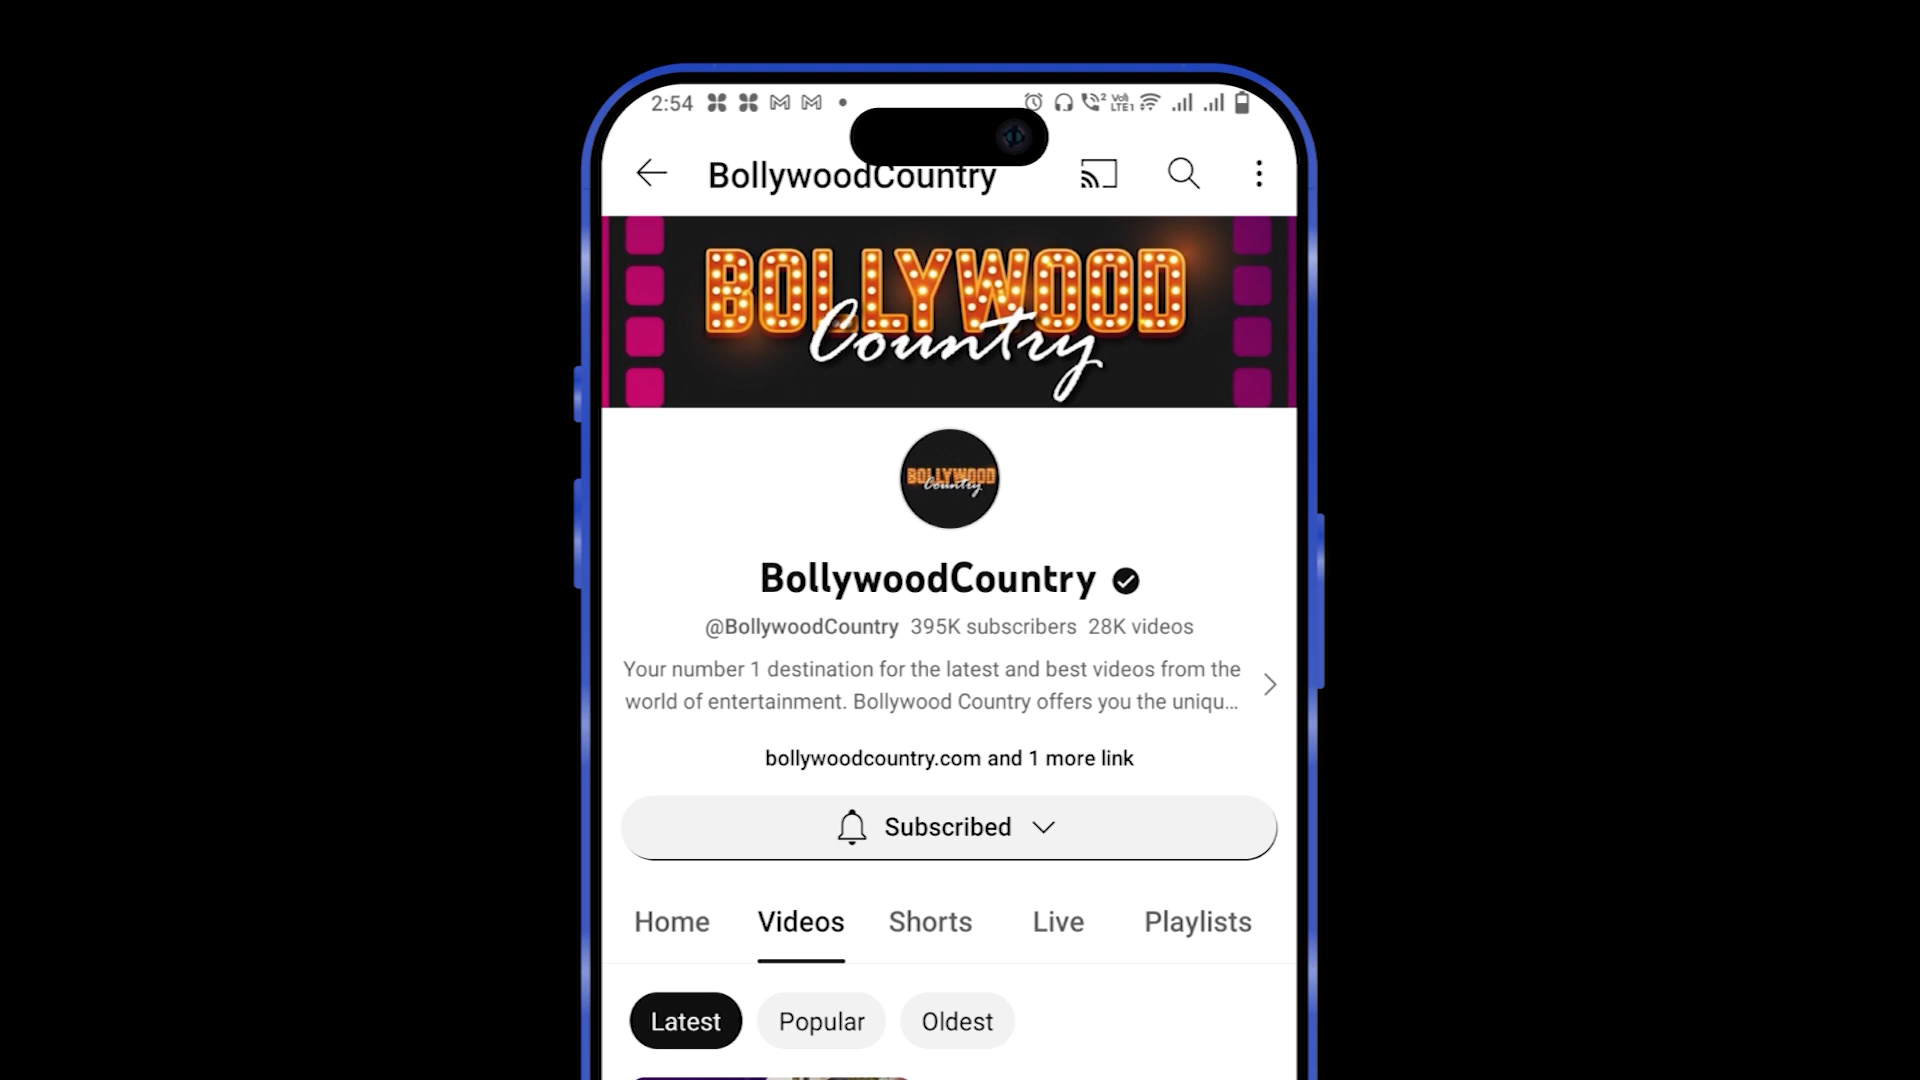 2:54
VoD LTE1
BollywoodCountry
BOLLYWOOD
Country
BOLLYWOOD
Country
BollywoodCountry
@BollywoodCountry 395K subscribers 28K videos
Your number 1 destination for the latest and best videos from the
world of entertainment. Bollywood Country offers you the uniqu...
bollywoodcountry.com and 1 more link
Subscribed
Home Videos Shorts Live Playlists
Latest Popular Oldest